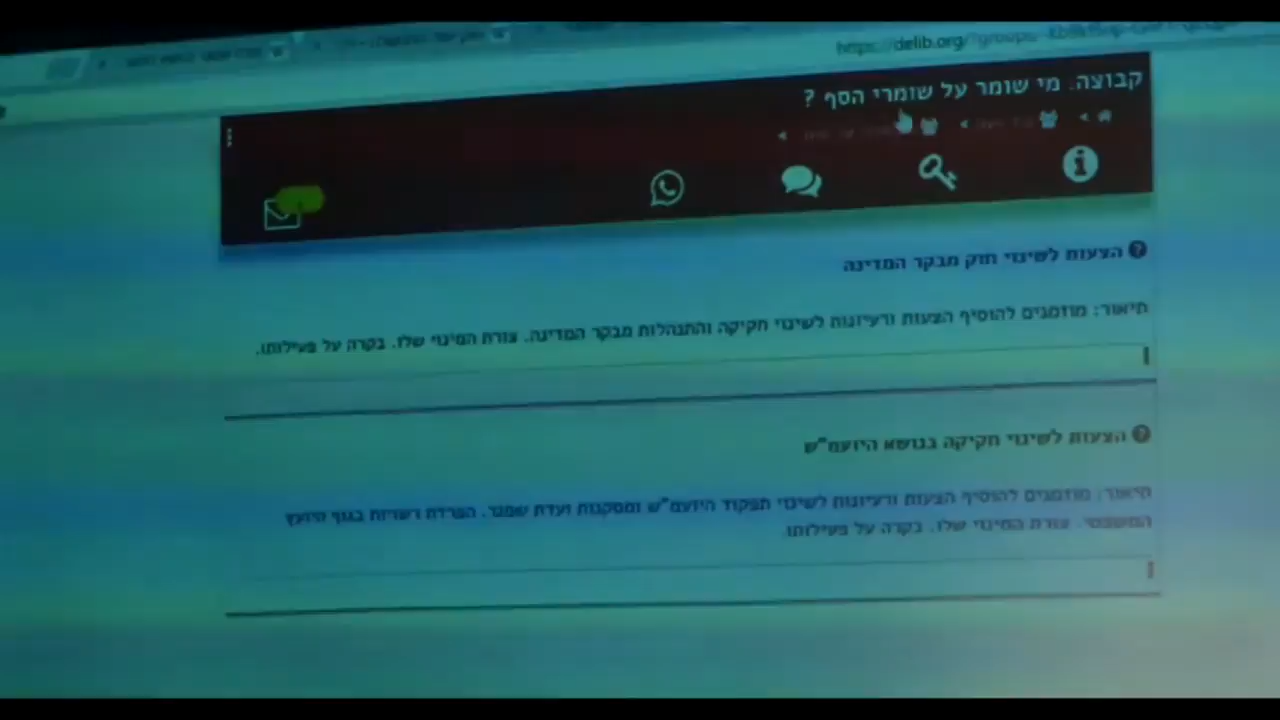 https://delib.org/?groups
קבוצה. מי שומר על שומרי הסף ?
הצעות לשינוי חוק מבקר המדינה
תיאור: מוזמנים להוסיף הצעות ורעיונות לשינוי חקיקה והתנהלות מבקר המדינה. צורת המינוי שלו. בקרה על פעילותו.
הצעות לשינוי חקיקה בנושא היועמ"ש
תיאור: מוזמנים להוסיף הצעות ורעיונות לשינוי תפקוד היועמ"ש ומסקנות ועדת שמגר. הפרדת רשויות בגוף היועץ
המשפטי. צורת המינוי שלו. בקרה על פעילותו.